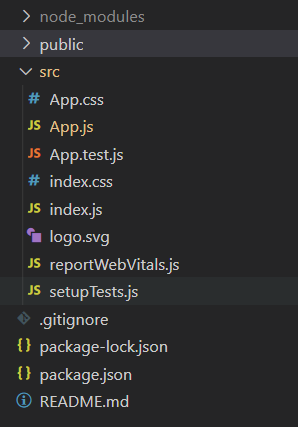 node_modules
public
src
# App.css
JS App.js
JS App.test.js
# index.css
JS index.js
logo.svg
JS reportWebVitals.js
JS setupTests.js
.gitignore
{} package-lock.json
{} package.json
README.md